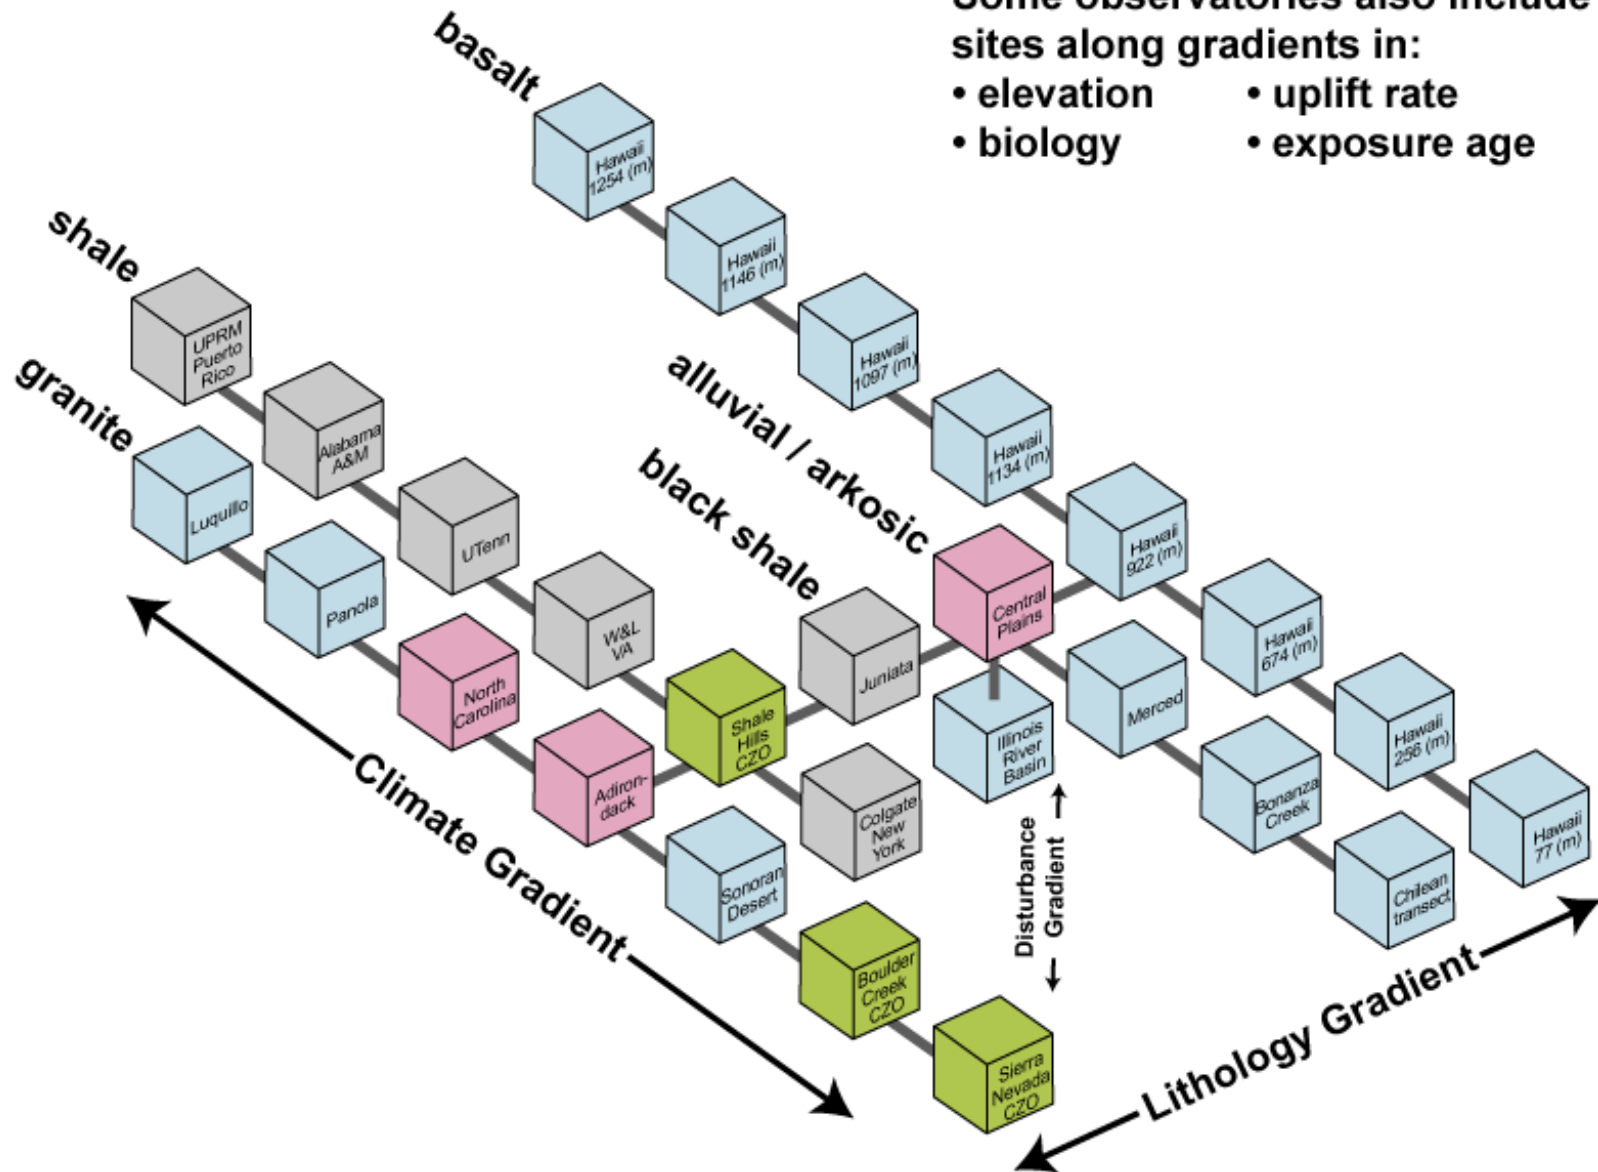 Some observatories also include
sites along gradients in:
• elevation
• uplift rate
• biology
• exposure age
basalt
Hawaii
1254 (m)
Hawaii
1146 (m)
Hawaii
1097 (m)
Hawaii
1134 (m)
Hawaii
922 (m)
Hawaii
674 (m)
Hawaii
256 (m)
Hawaii
77 (m)
alluvial / arkosic
Central
Plains
Merced
Bonanza
Creek
Chilean
transect
Illinois
River
Basin
black shale
Juniata
shale
UPRM
Puerto
Rico
Alabama
A&M
UTenn
W&L
VA
Shale
Hills
CZO
Colgate
New
York
granite
Luquillo
Panola
North
Carolina
Adiron-
dack
Sonoran
Desert
Boulder
Creek
CZO
Sierra
Nevada
CZO
Climate Gradient
Disturbance
Gradient
Lithology Gradient